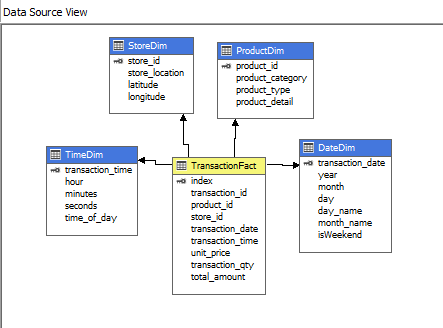 Data Source View
StoreDim
store_id
store_location
latitude
longitude
ProductDim
product_id
product_category
product_type
product_detail
TimeDim
transaction_time
hour
minutes
seconds
time_of_day
TransactionFact
index
transaction_id
product_id
store_id
transaction_date
transaction_time
unit_price
transaction_qty
total_amount
DateDim
transaction_date
year
month
day
day_name
month_name
isWeekend